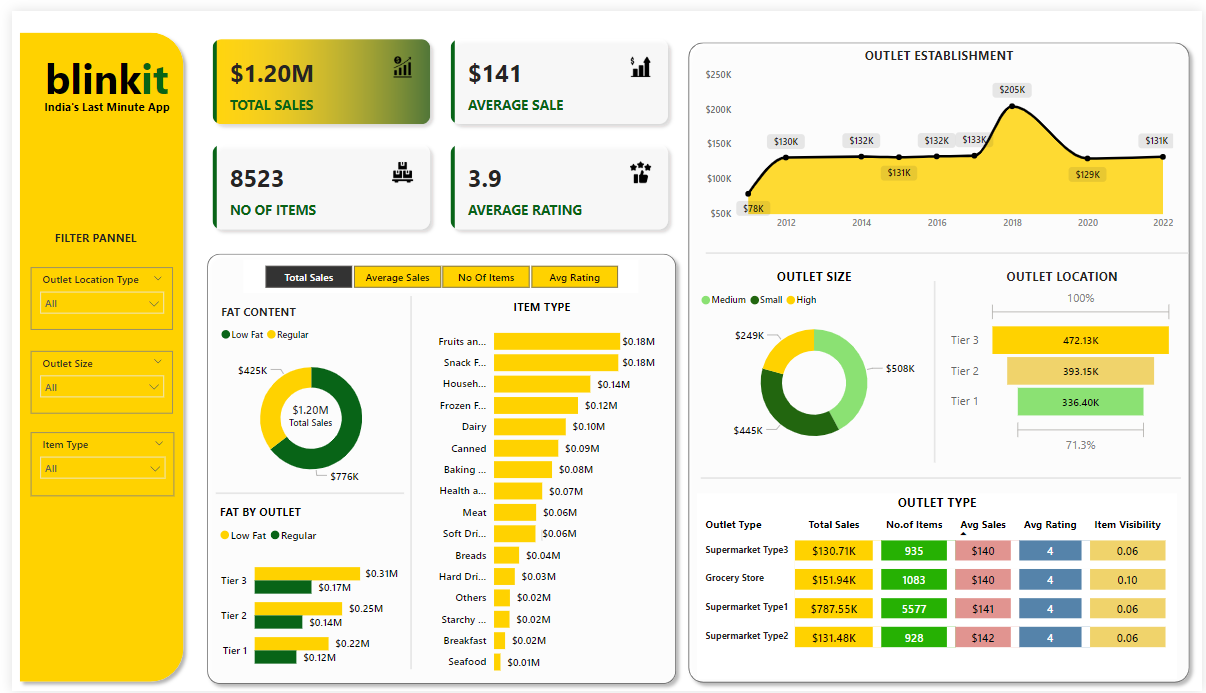 blinkit
India's Last Minute App
FILTER PANNEL
Outlet Location Type
All
Outlet Size
All
Item Type
All
$1.20M
TOTAL SALES
$141
AVERAGE SALE
8523
NO OF ITEMS
3.9
AVERAGE RATING
Total Sales Average Sales No Of Items Avg Rating
FAT CONTENT
Low Fat Regular
$425K
$1.20M
Total Sales
$776K
FAT BY OUTLET
Low Fat Regular
Tier 3 $0.31M
$0.17M
Tier 2 $0.25M
$0.14M
Tier 1 $0.22M
$0.12M
ITEM TYPE
Fruits an... $0.18M
Snack F... $0.18M
Househ... $0.14M
Frozen F... $0.12M
Dairy $0.10M
Canned $0.09M
Baking ... $0.08M
Health a... $0.07M
Meat $0.06M
Soft Dri... $0.06M
Breads $0.04M
Hard Dri... $0.03M
Others $0.02M
Starchy ... $0.02M
Breakfast $0.02M
Seafood $0.01M
OUTLET ESTABLISHMENT
$250K
$200K
$150K
$100K
$50K
$78K $130K $132K $131K $132K $133K $205K $129K $131K
2012 2014 2016 2018 2020 2022
OUTLET SIZE
Medium Small High
$249K
$508K
$445K
OUTLET LOCATION
100%
Tier 3 472.13K
Tier 2 393.15K
Tier 1 336.40K
71.3%
OUTLET TYPE
Outlet Type Total Sales No.of Items Avg Sales Avg Rating Item Visibility
Supermarket Type3 $130.71K 935 $140 4 0.06
Grocery Store $151.94K 1083 $140 4 0.10
Supermarket Type1 $787.55K 5577 $141 4 0.06
Supermarket Type2 $131.48K 928 $142 4 0.06